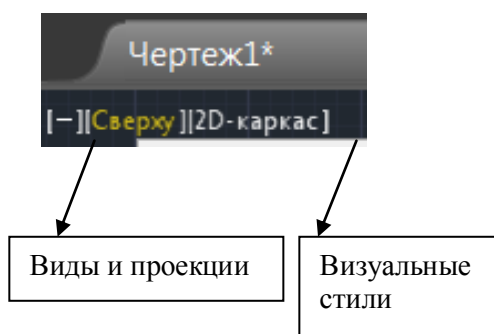 Чертеж1*
[−][Сверху][2D-каркас]
Виды и проекции
Визуальные
стили